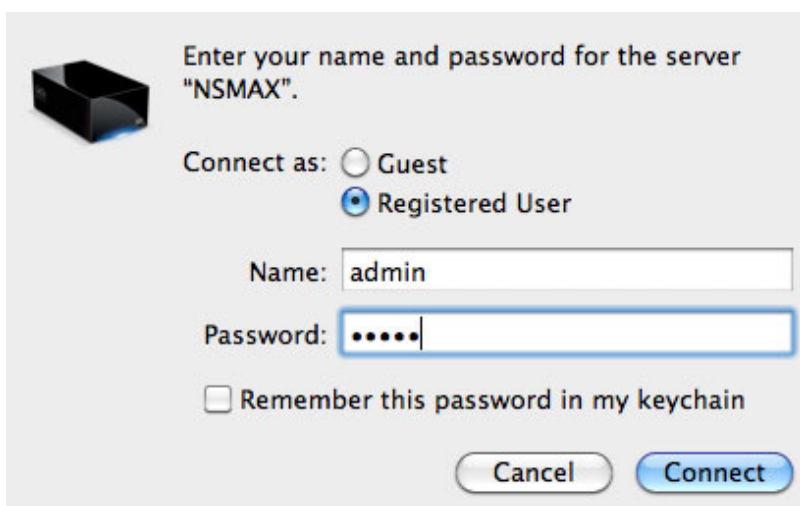 Enter your name and password for the server
“NSMAX”.
Connect as: Guest
Registered User
Name: admin
Password: •••••
Remember this password in my keychain
Cancel Connect